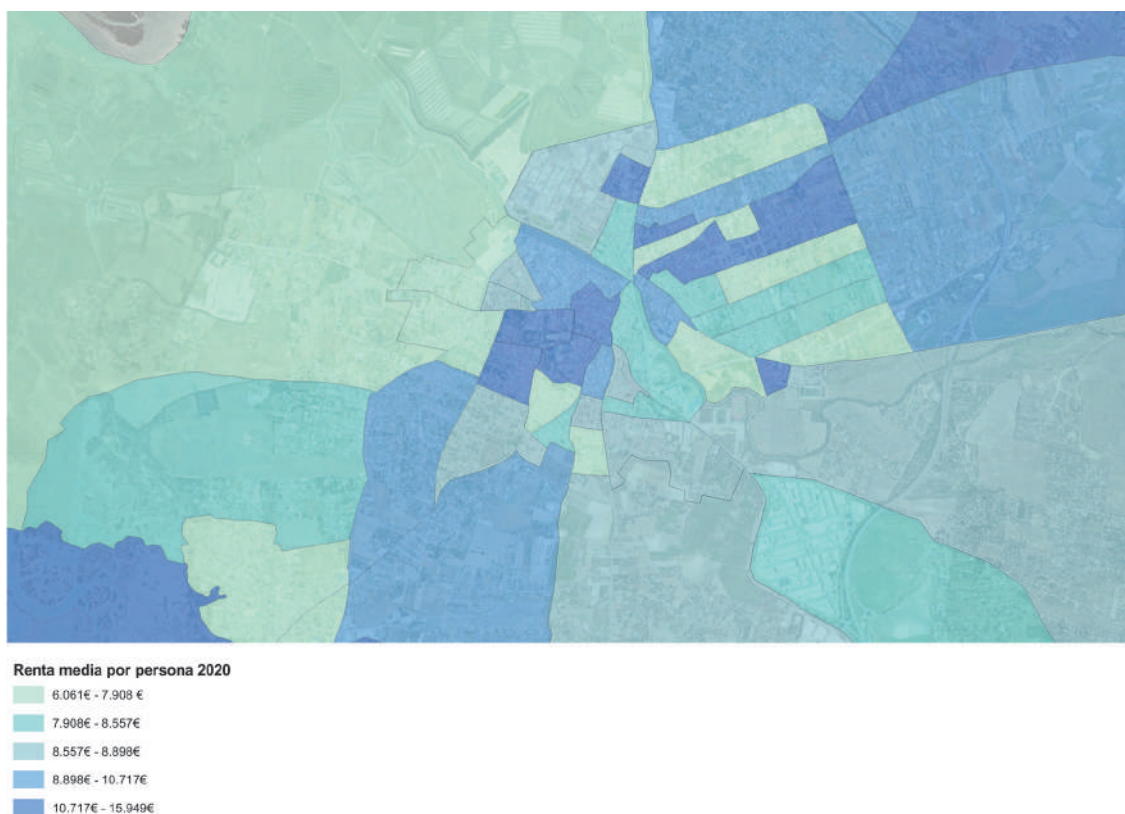 Renta media por persona 2020
6.061€ - 7.908 €
7.908€ - 8.557€
8.557€ - 8.898€
8.898€ - 10.717€
10.717€ - 15.949€